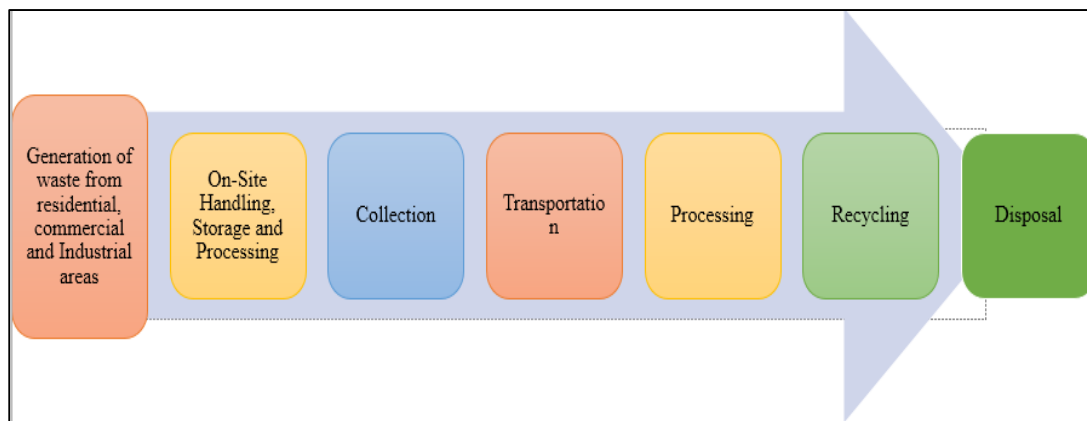 Generation of
waste from
residential,
commercial
and Industrial
areas
On-Site
Handling,
Storage and
Processing
Collection
Transportatio
n
Processing
Recycling
Disposal